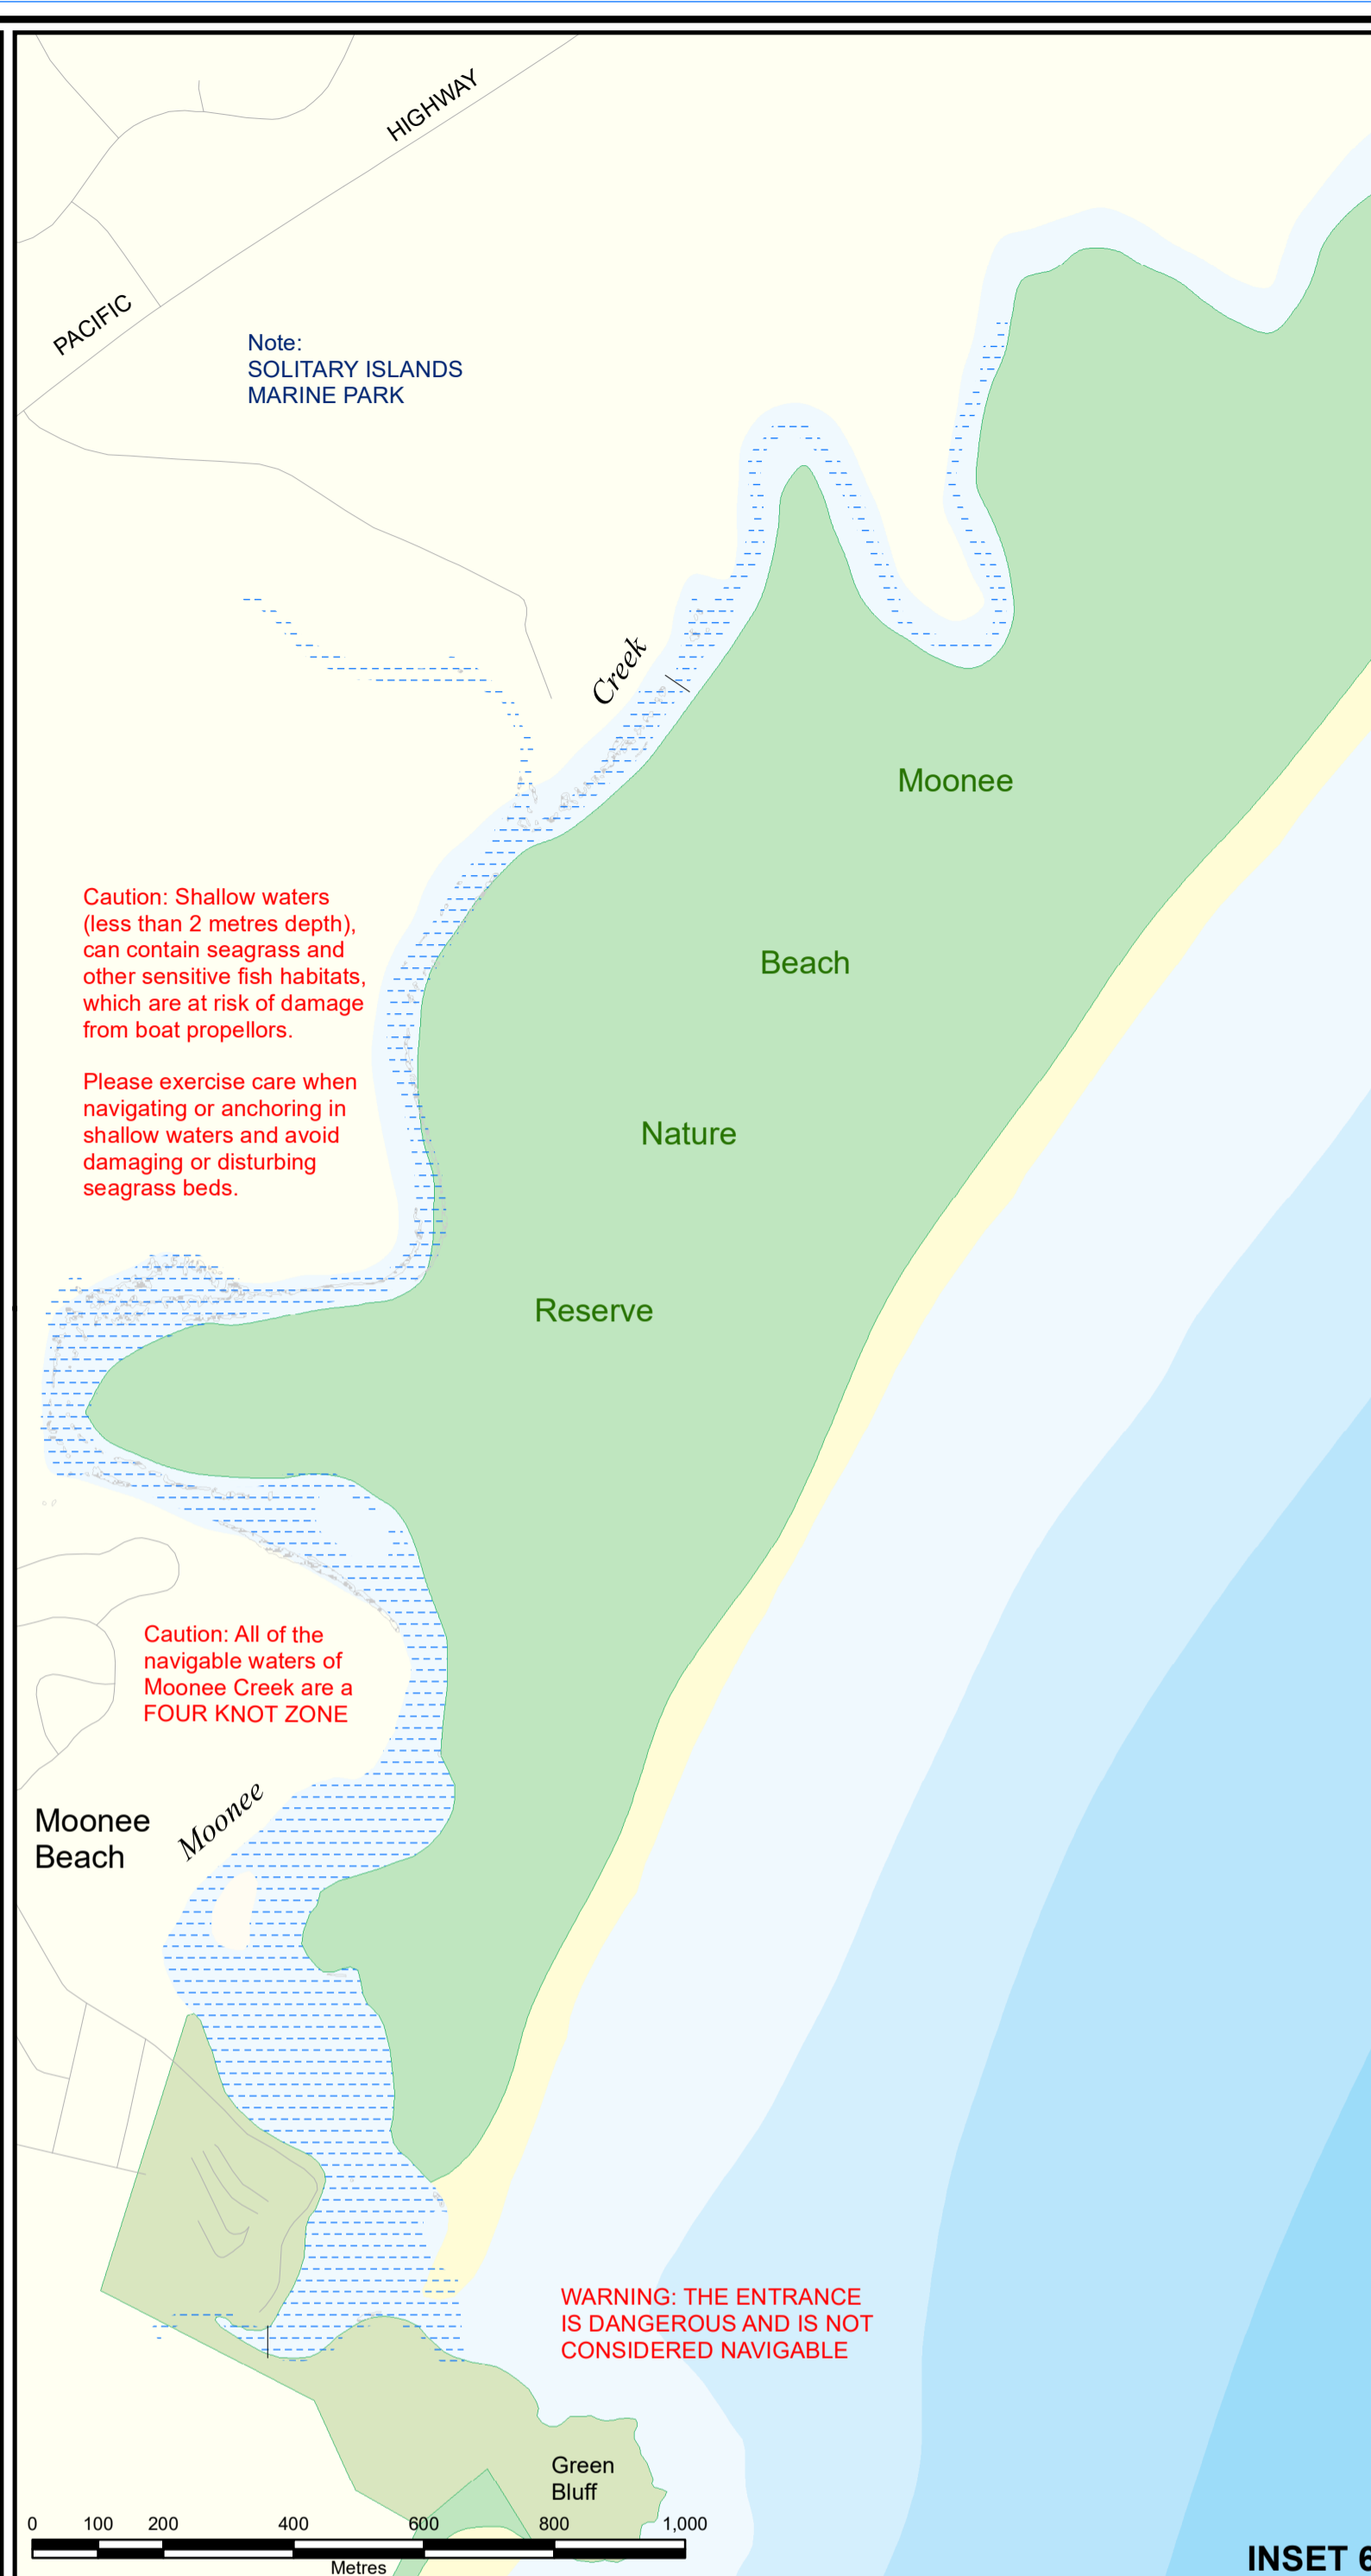 HIGHWAY
PACIFIC
Note:
SOLITARY ISLANDS
MARINE PARK
Creek
Moonee
Beach
Nature
Reserve
Caution: Shallow waters
(less than 2 metres depth),
can contain seagrass and
other sensitive fish habitats,
which are at risk of damage
from boat propellors.
Please exercise care when
navigating or anchoring in
shallow waters and avoid
damaging or disturbing
seagrass beds.
Caution: All of the
navigable waters of
Moonee Creek are a
FOUR KNOT ZONE
Moonee
Moonee
Beach
WARNING: THE ENTRANCE
IS DANGEROUS AND IS NOT
CONSIDERED NAVIGABLE
Green
Bluff
0 100 200 400 600 800 1,000
Metres
INSET 6